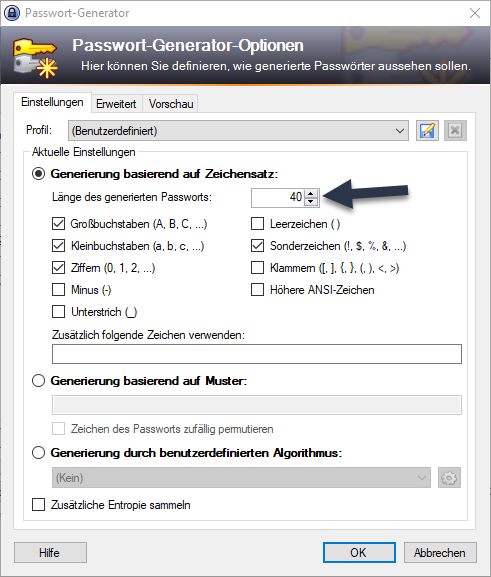 Passwort-Generator
Passwort-Generator-Optionen
Hier können Sie definieren, wie generierte Passwörter aussehen sollen.
Einstellungen Erweitert Vorschau
Profil: (Benutzerdefiniert)
Aktuelle Einstellungen
Generierung basierend auf Zeichensatz:
Länge des generierten Passworts: 40
Großbuchstaben (A, B, C, ...) Leerzeichen ( )
Kleinbuchstaben (a, b, c, ...) Sonderzeichen (!, $, %, &, ...)
Ziffern (0, 1, 2, ...) Klammern ([, ], {, }, (, ), <, >)
Minus (-) Höhere ANSI-Zeichen
Unterstrich (_)
Zusätzlich folgende Zeichen verwenden:
Generierung basierend auf Muster:
Zeichen des Passworts zufällig permutieren
Generierung durch benutzerdefinierten Algorithmus:
(Kein)
Zusätzliche Entropie sammeln
Hilfe OK Abbrechen